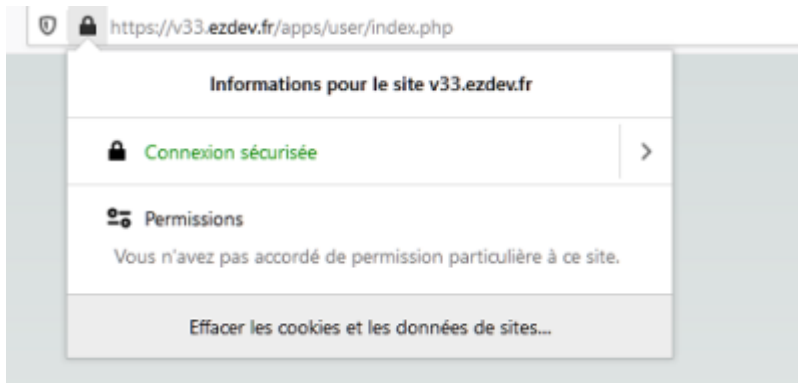 https://v33.ezdev.fr/apps/user/index.php
Informations pour le site v33.ezdev.fr
Connexion sécurisée
Permissions
Vous n'avez pas accordé de permission particulière à ce site.
Effacer les cookies et les données de sites...